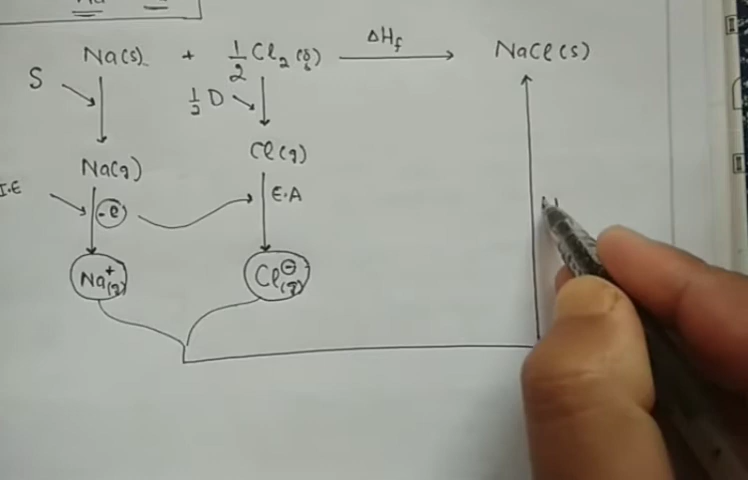 ΔHf
Na(s) + 1/2 Cl2(g) → NaCl(s)
S
1/2 D
Na(g) Cl(g)
I.E -e E.A
Na+(g) Cl⊖(g)